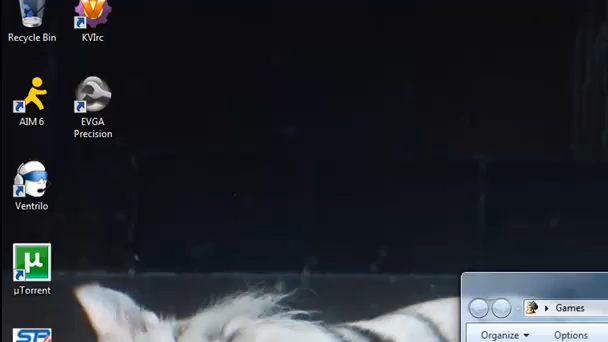 Recycle Bin
KVIrc
AIM 6
EVGA
Precision
Ventrilo
µTorrent
Games
Organize
Options